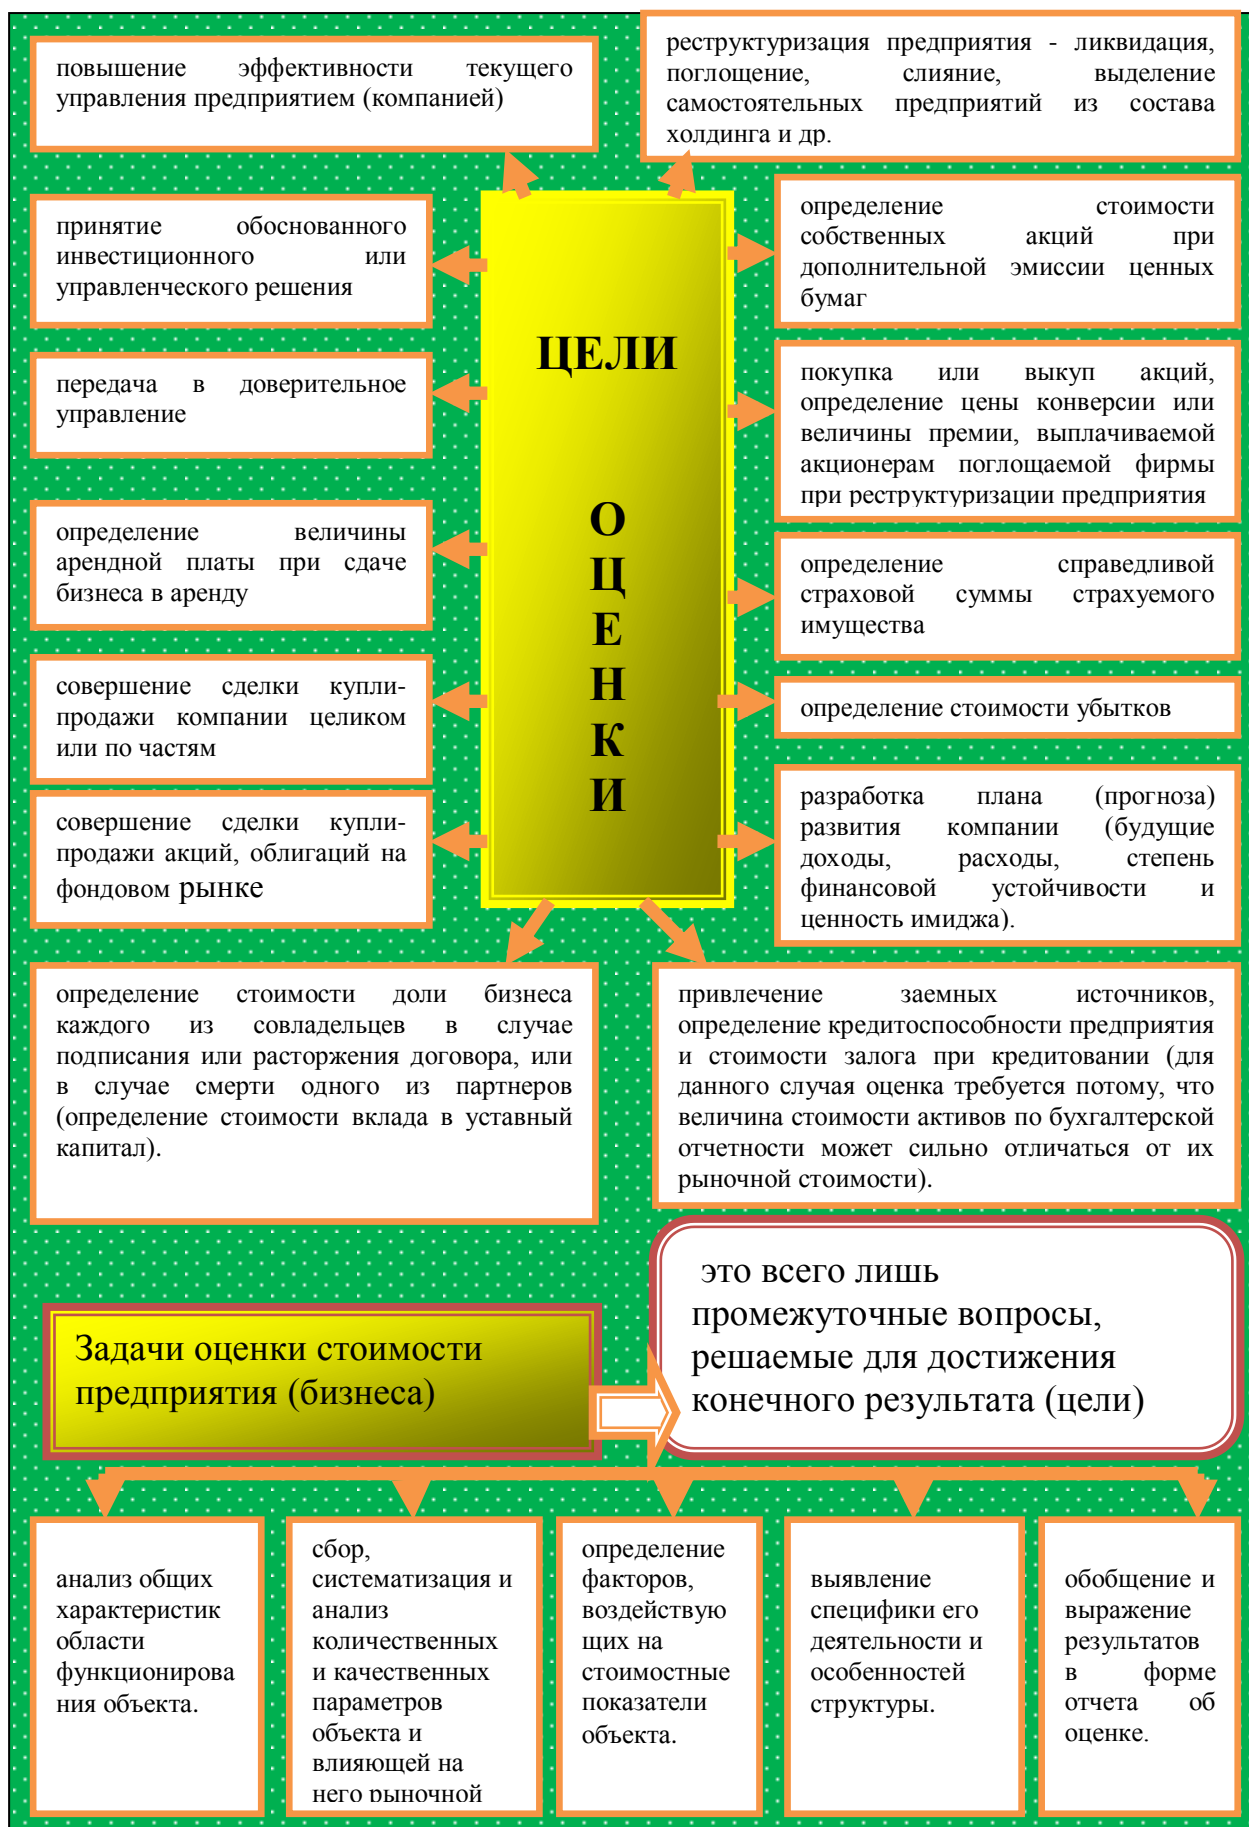 повышение эффективности текущего
управления предприятием (компанией)
реструктуризация предприятия - ликвидация,
поглощение, слияние, выделение
самостоятельных предприятий из состава
холдинга и др.
принятие обоснованного
инвестиционного или
управленческого решения
определение стоимости
собственных акций при
дополнительной эмиссии ценных
бумаг
ЦЕЛИ
О
Ц
Е
Н
К
И
передача в доверительное
управление
покупка или выкуп акций,
определение цены конверсии или
величины премии, выплачиваемой
акционерам поглощаемой фирмы
при реструктуризации предприятия
определение величины
арендной платы при сдаче
бизнеса в аренду
определение справедливой
страховой суммы страхуемого
имущества
совершение сделки купли-
продажи компании целиком
или по частям
определение стоимости убытков
совершение сделки купли-
продажи акций, облигаций на
фондовом рынке
разработка плана (прогноза)
развития компании (будущие
доходы, расходы, степень
финансовой устойчивости и
ценность имиджа).
определение стоимости доли бизнеса
каждого из совладельцев в случае
подписания или расторжения договора, или
в случае смерти одного из партнеров
(определение стоимости вклада в уставный
капитал).
привлечение заемных источников,
определение кредитоспособности предприятия
и стоимости залога при кредитовании (для
данного случая оценка требуется потому, что
величина стоимости активов по бухгалтерской
отчетности может сильно отличаться от их
рыночной стоимости).
Задачи оценки стоимости
предприятия (бизнеса)
это всего лишь
промежуточные вопросы,
решаемые для достижения
конечного результата (цели)
анализ общих
характеристик
области
функционирова
ния объекта.
сбор,
систематизация и
анализ
количественных
и качественных
параметров
объекта и
влияющей на
него рыночной
определение
факторов,
воздействую
щих на
стоимостные
показатели
объекта.
выявление
специфики его
деятельности и
особенностей
структуры.
обобщение и
выражение
результатов
в форме
отчета об
оценке.